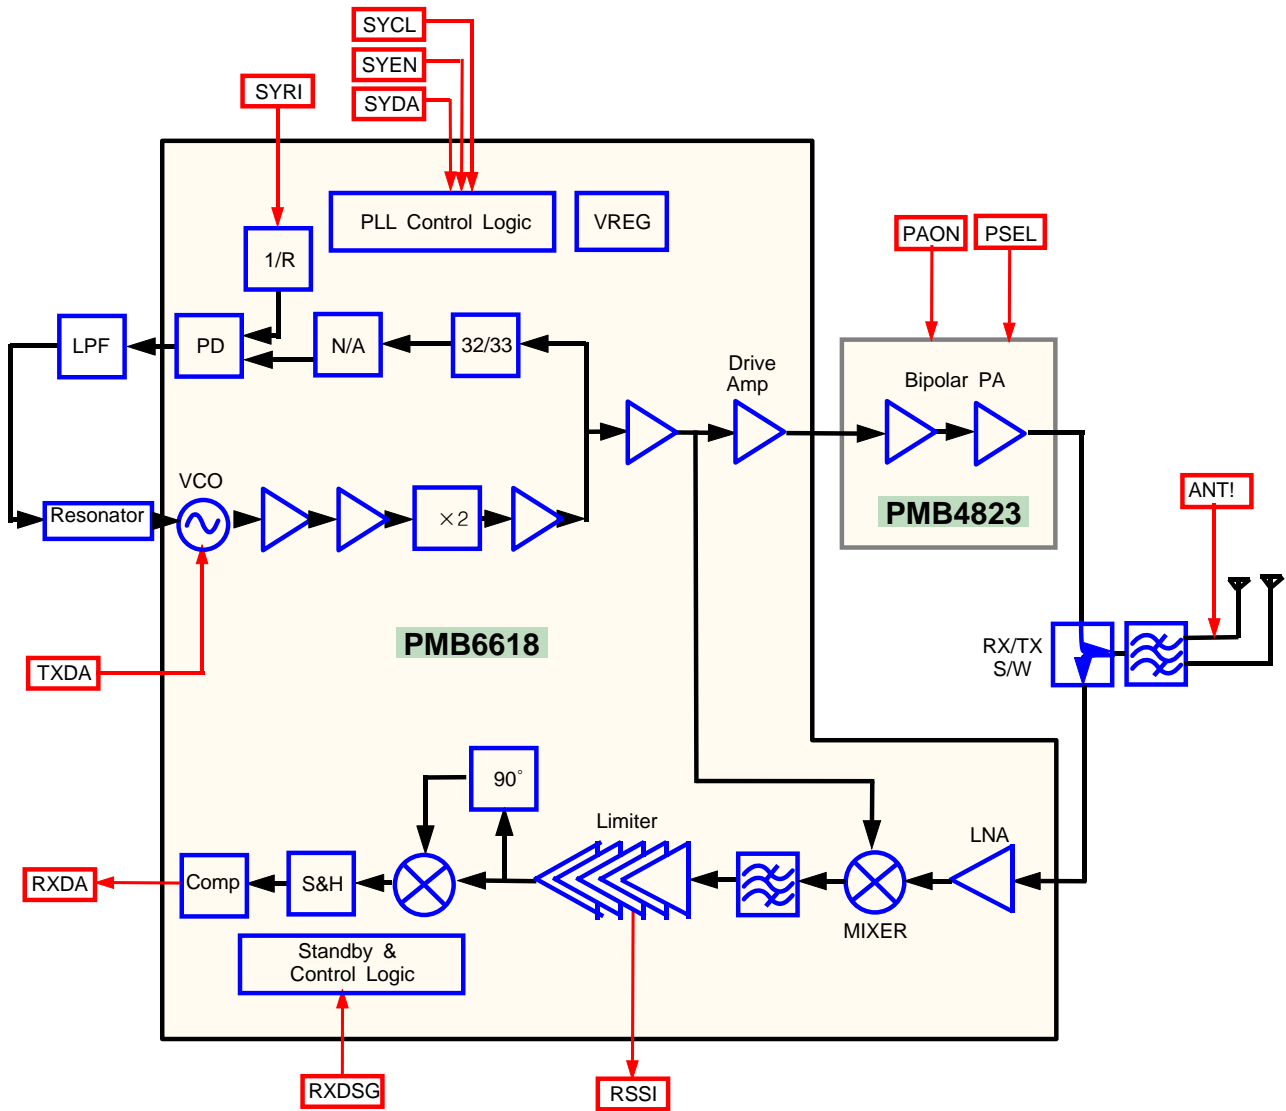 SYCL
SYEN
SYRI
SYDA
PLL Control Logic
VREG
PAON
PSEL
1/R
LPF
PD
N/A
32/33
Drive
Amp
Bipolar PA
VCO
Resonator
×2
PMB4823
ANT!
PMB6618
RX/TX
S/W
TXDA
90°
Limiter
LNA
RXDA
Comp
S&H
MIXER
Standby &
Control Logic
RXDSG
RSSI